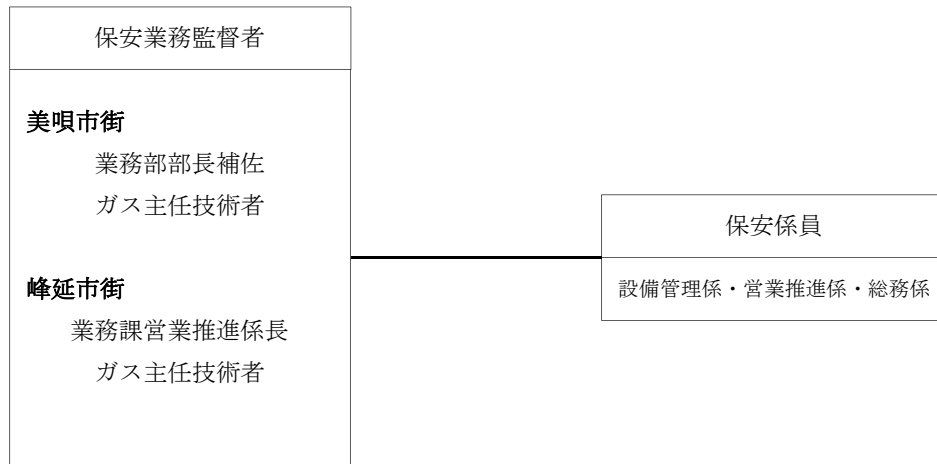 保安業務監督者
美唄市街
業務部部長補佐
ガス主任技術者
峰延市街
業務課営業推進係長
ガス主任技術者
保安係員
設備管理係・営業推進係・総務係